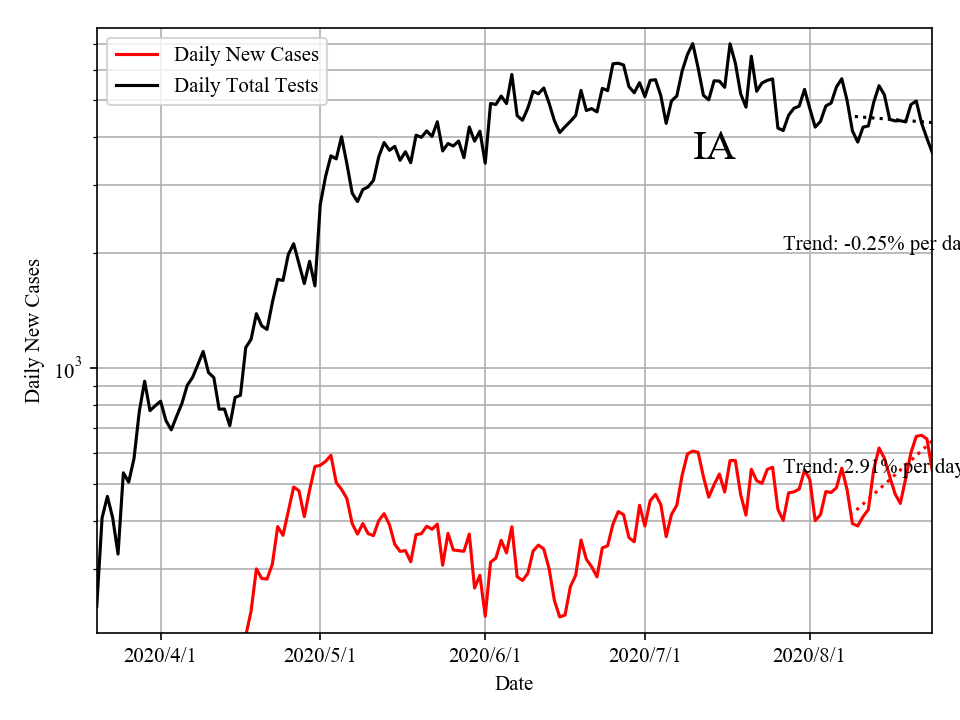 Daily New Cases
Daily Total Tests
IA
Trend: -0.25% per da
Trend: 2.91% per day
Daily New Cases
10^3
2020/4/1 2020/5/1 2020/6/1 2020/7/1 2020/8/1
Date